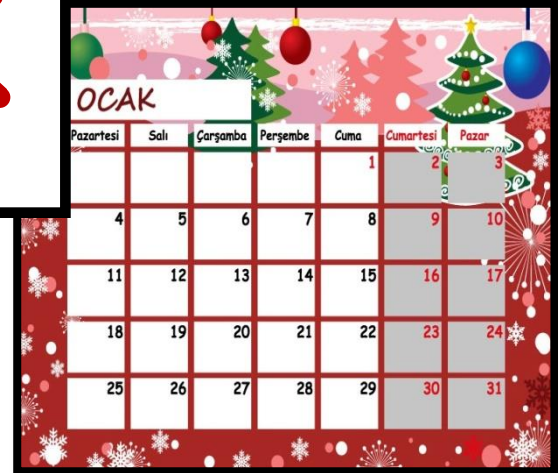 OCAK
Pazartesi Salı Çarşamba Perşembe Cuma Cumartesi Pazar
1 2 3
4 5 6 7 8 9 10
11 12 13 14 15 16 17
18 19 20 21 22 23 24
25 26 27 28 29 30 31